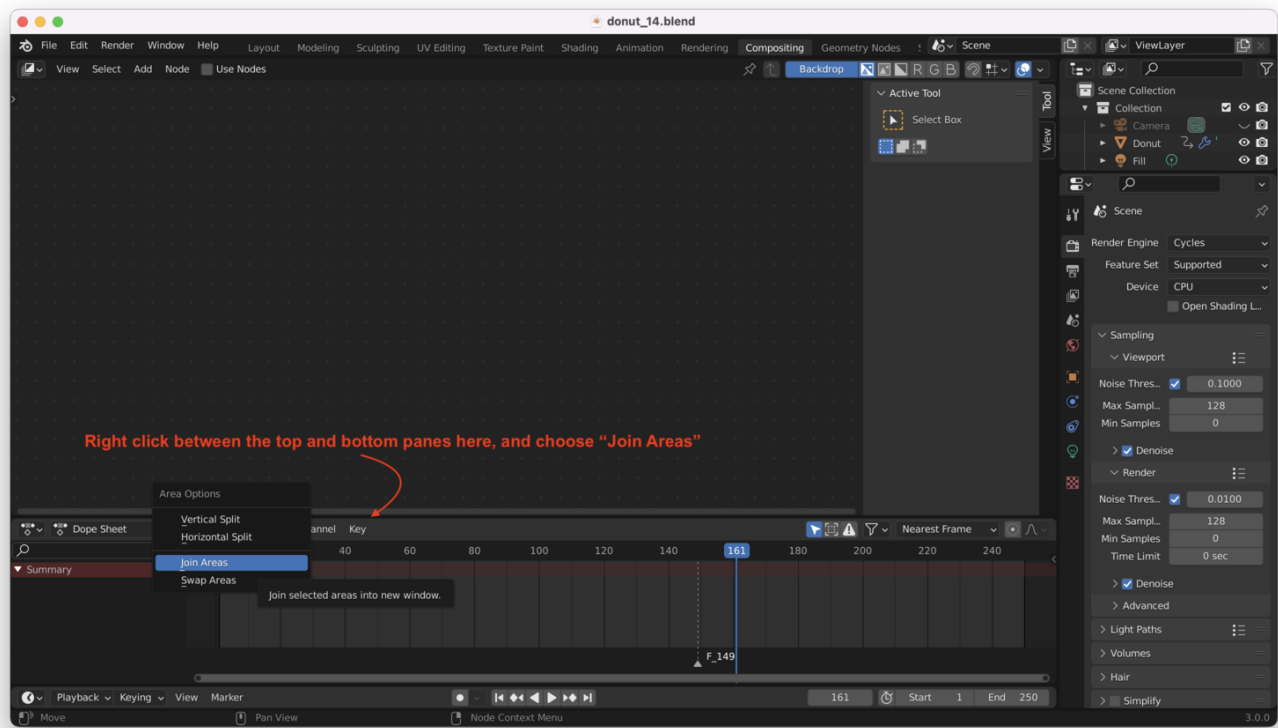 donut_14.blend
File Edit Render Window Help Layout Modeling Sculpting UV Editing Texture Paint Shading Animation Rendering Compositing Geometry Nodes Scene ViewLayer
View Select Add Node Use Nodes Backdrop R G B
Active Tool
Select Box
Tool
View
Scene Collection
Collection
Camera
Donut
Fill
Scene
Render Engine Cycles
Feature Set Supported
Device CPU
Open Shading L...
Sampling
Viewport
Noise Thres... 0.1000
Max Sampl... 128
Min Samples 0
Denoise
Render
Noise Thres... 0.0100
Max Sampl... 128
Min Samples 0
Time Limit 0 sec
Denoise
Advanced
Light Paths
Volumes
Hair
Simplify
Right click between the top and bottom panes here, and choose “Join Areas”
Area Options
Vertical Split
Horizontal Split
Join Areas
Swap Areas
Join selected areas into new window.
Dope Sheet annel Key Nearest Frame
40 60 80 100 120 140 161 180 200 220 240
Summary
F_149
Playback Keying View Marker 161 Start 1 End 250
Move Pan View Node Context Menu 3.0.0